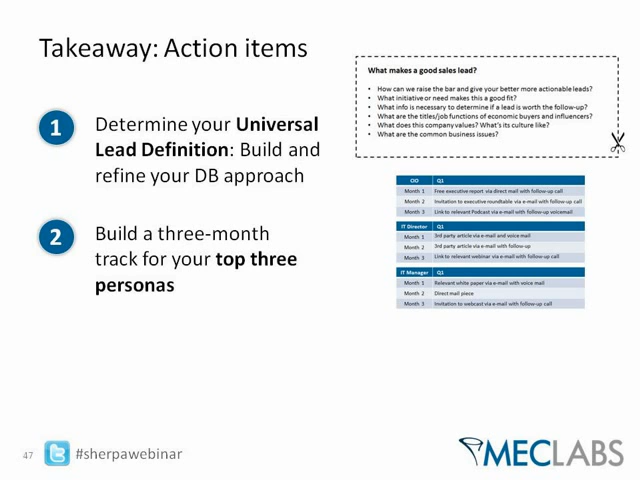 Takeaway: Action items
1
Determine your Universal
Lead Definition: Build and
refine your DB approach
2
Build a three-month
track for your top three
personas
What makes a good sales lead?
• How can we raise the bar and give your better more actionable leads?
• What initiative or need makes this a good fit?
• What info is necessary to determine if a lead is worth the follow-up?
• What are the titles/job functions of economic buyers and influencers?
• What does this company values? What's its culture like?
• What are the common business issues?
Q1
Month 1 Free executive report via direct mail with follow-up call
Month 2 Invitation to executive roundtable via e-mail with follow-up call
Month 3 Link to relevant Podcast via e-mail with follow-up voicemail
IT Director Q1
Month 1 3rd party article via e-mail and voice mail
Month 2 3rd party article via e-mail with follow-up
Month 3 Link to relevant webinar via e-mail with follow-up call
IT Manager Q1
Month 1 Relevant white paper via e-mail with voice mail
Month 2 Direct mail piece
Month 3 Invitation to webcast via e-mail with follow-up call
47
#sherpawebinar
MECLABS